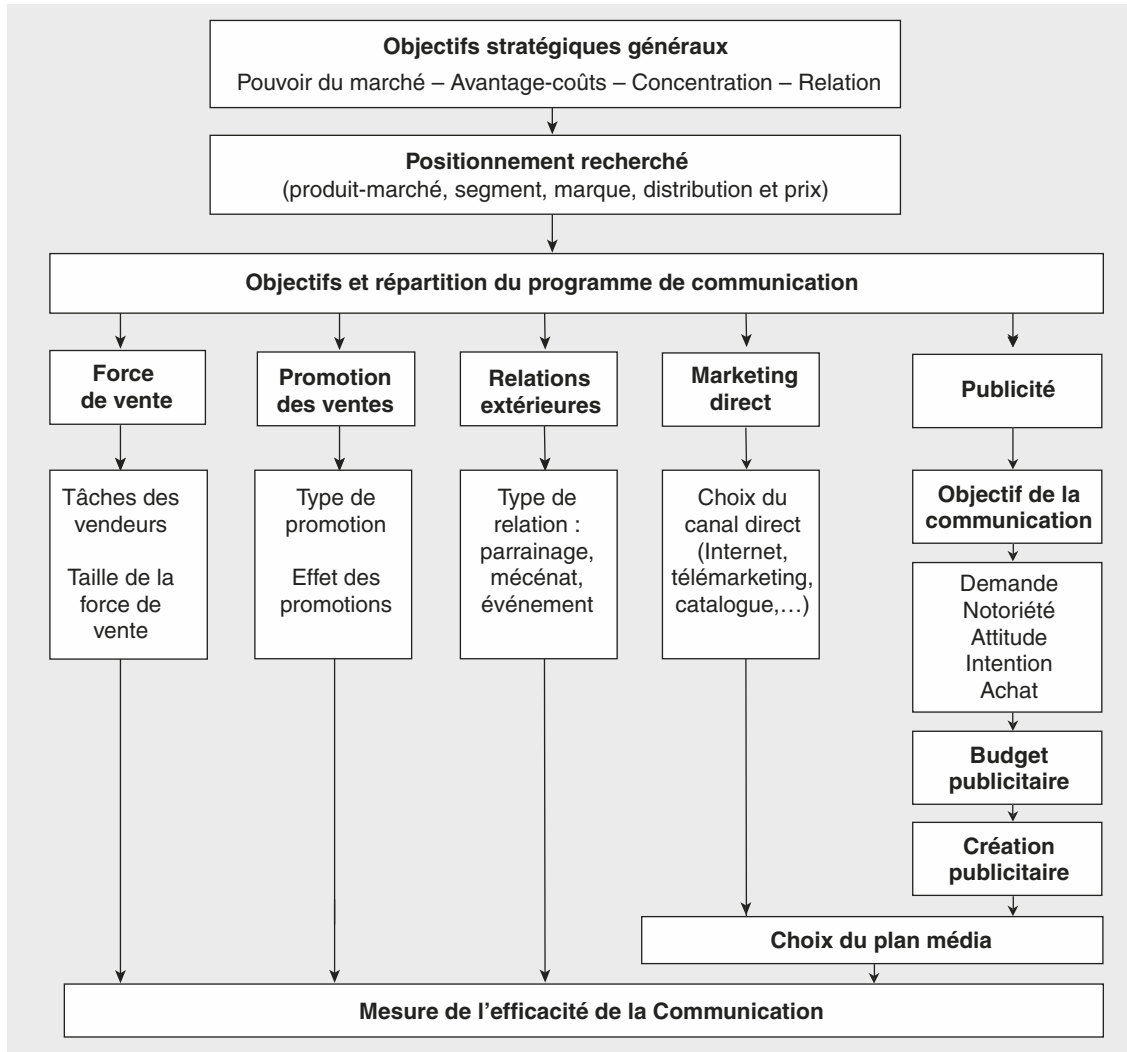 Objectifs stratégiques généraux
Pouvoir du marché – Avantage-coûts – Concentration – Relation
Positionnement recherché
(produit-marché, segment, marque, distribution et prix)
Objectifs et répartition du programme de communication
Force
de vente
Promotion
des ventes
Relations
extérieures
Marketing
direct
Publicité
Tâches des
vendeurs
Taille de la
force de
vente
Type de
promotion
Effet des
promotions
Type de
relation :
parrainage,
mécénat,
événement
Choix du
canal direct
(Internet,
télémarketing,
catalogue,…)
Objectif de la
communication
Demande
Notoriété
Attitude
Intention
Achat
Budget
publicitaire
Création
publicitaire
Choix du plan média
Mesure de l’efficacité de la Communication